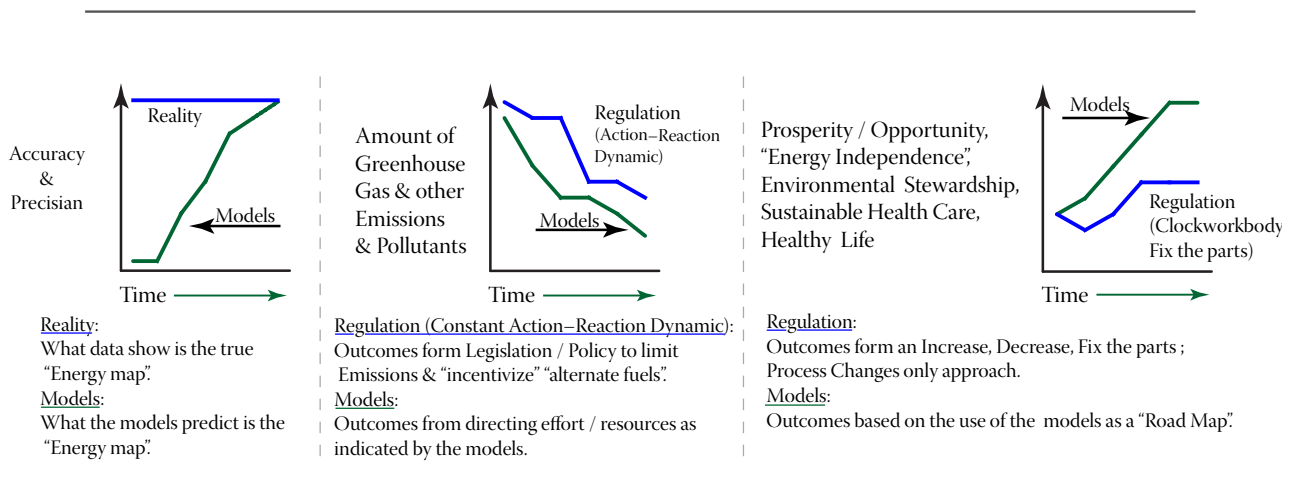 Accuracy
&
Precisian
Reality
Models
Time
Reality:
What data show is the true
“Energy map”.
Models:
What the models predict is the
“Energy map”.
Amount of
Greenhouse
Gas & other
Emissions
& Pollutants
Regulation
(Action–Reaction
Dynamic)
Models
Time
Regulation (Constant Action–Reaction Dynamic):
Outcomes form Legislation / Policy to limit
Emissions & “incentivize” “alternate fuels”.
Models:
Outcomes from directing effort / resources as
indicated by the models.
Prosperity / Opportunity,
“Energy Independence”,
Environmental Stewardship,
Sustainable Health Care,
Healthy Life
Models
Regulation
(Clockworkbody
Fix the parts)
Time
Regulation:
Outcomes form an Increase, Decrease, Fix the parts ;
Process Changes only approach.
Models:
Outcomes based on the use of the models as a “Road Map”.